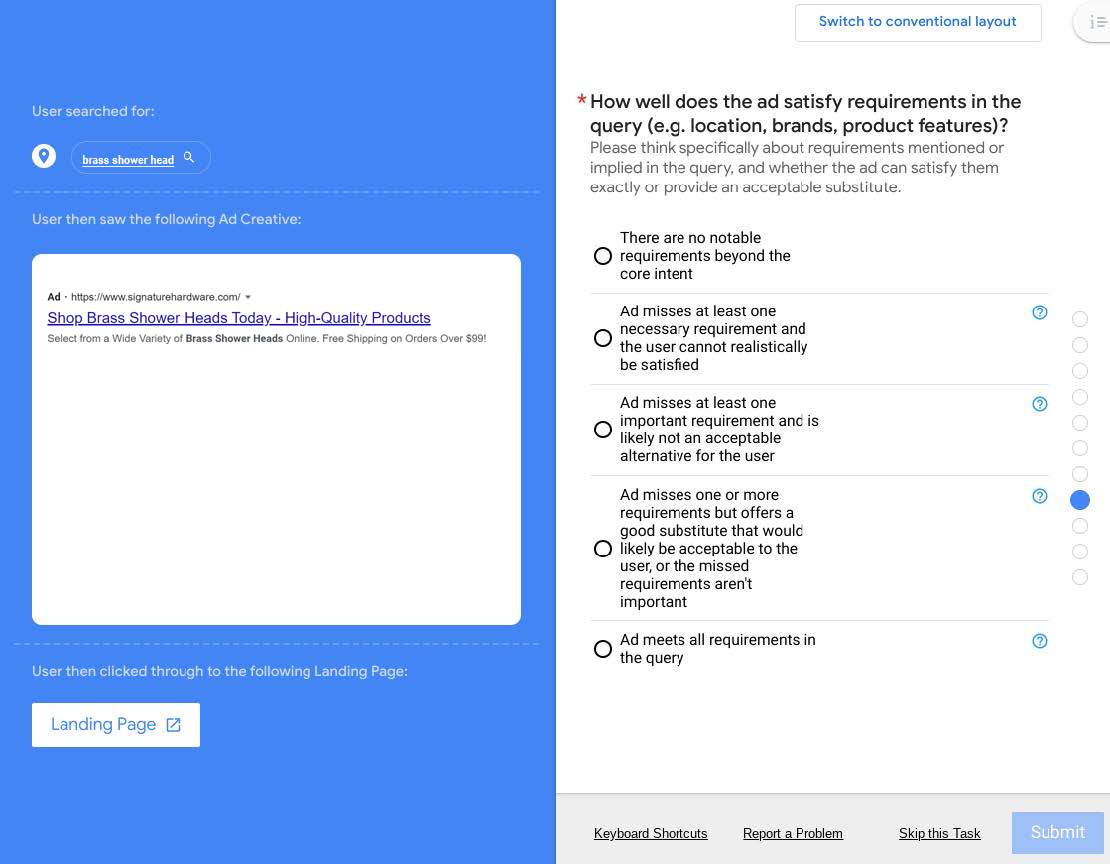 Switch to conventional layout
User searched for:
brass shower head
User then saw the following Ad Creative:
Ad · https://www.signaturehardware.com/
Shop Brass Shower Heads Today - High-Quality Products
Select from a Wide Variety of Brass Shower Heads Online. Free Shipping on Orders Over $99!
User then clicked through to the following Landing Page:
Landing Page
* How well does the ad satisfy requirements in the
query (e.g. location, brands, product features)?
Please think specifically about requirements mentioned or
implied in the query, and whether the ad can satisfy them
exactly or provide an acceptable substitute.
There are no notable
requirements beyond the
core intent
Ad misses at least one
necessary requirement and
the user cannot realistically
be satisfied
Ad misses at least one
important requirement and is
likely not an acceptable
alternative for the user
Ad misses one or more
requirements but offers a
good substitute that would
likely be acceptable to the
user, or the missed
requirements aren't
important
Ad meets all requirements in
the query
Keyboard Shortcuts
Report a Problem
Skip this Task
Submit